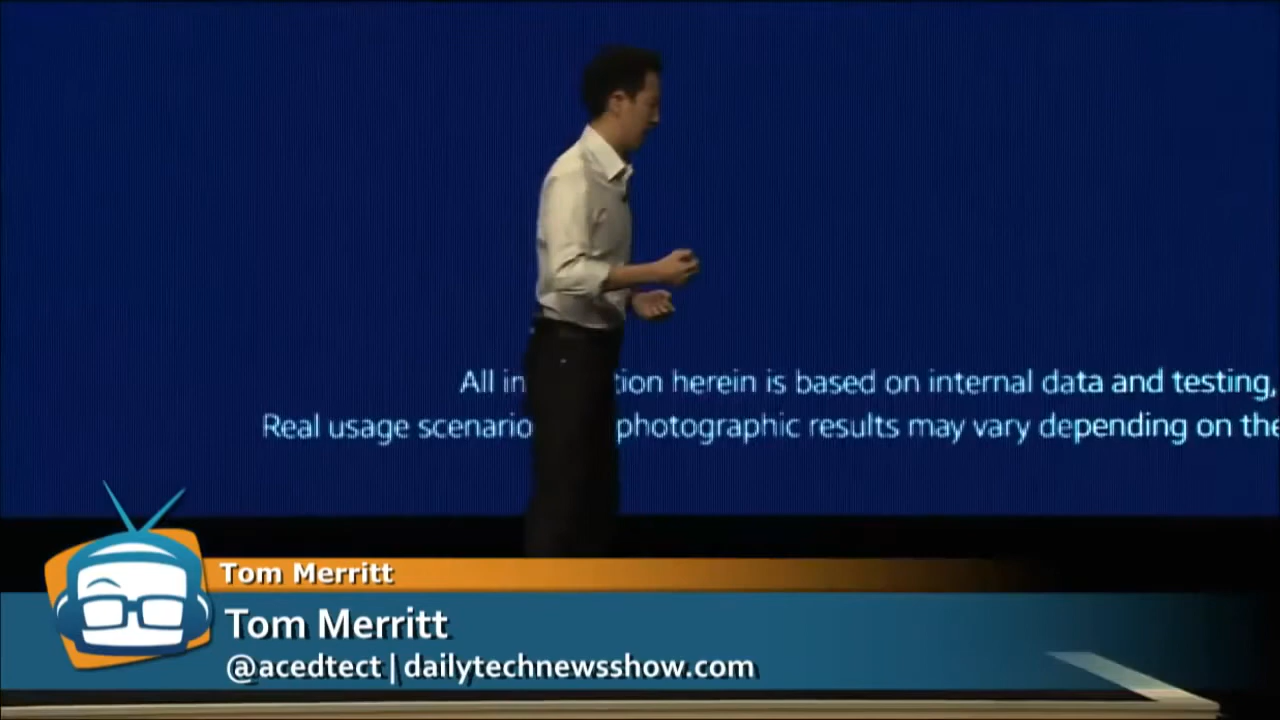 All in tion herein is based on internal data and testing,
Real usage scenario photographic results may vary depending on the
Tom Merritt
Tom Merritt
@acedtect | dailytechnewsshow.com